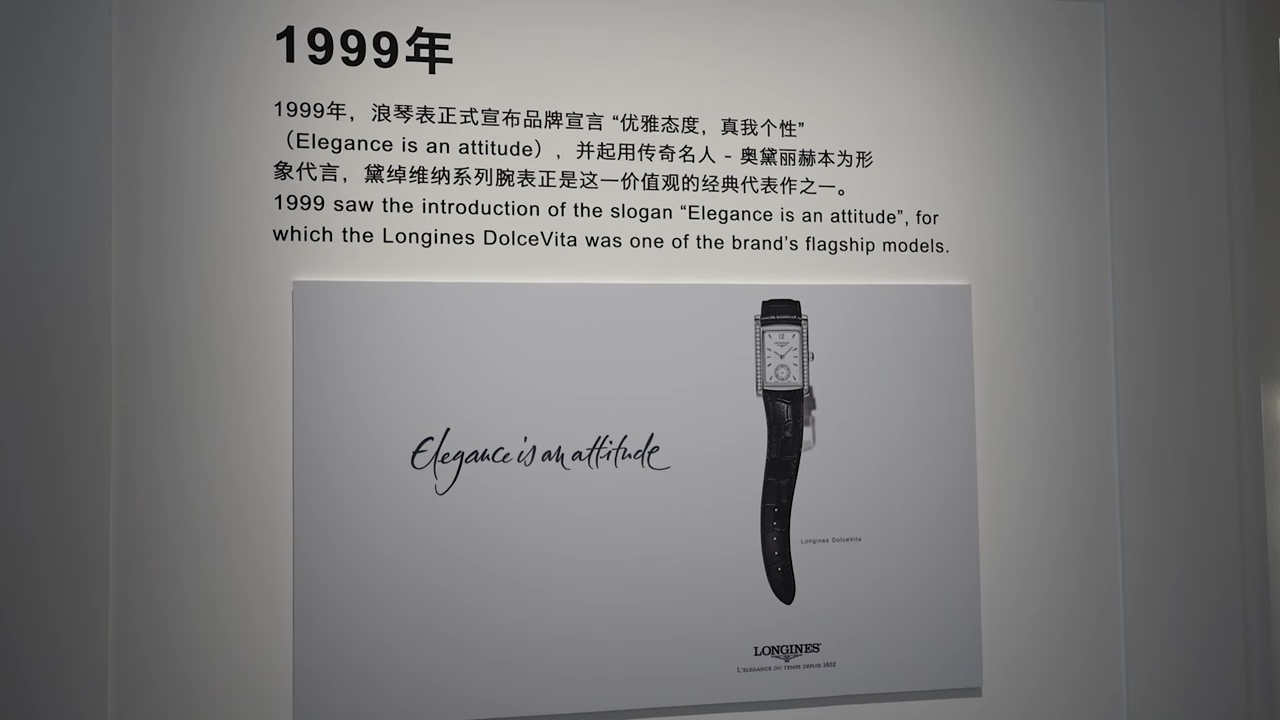 1999年
1999年，浪琴表正式宣布品牌宣言 “优雅态度，真我个性”
（Elegance is an attitude），并起用传奇名人 - 奥黛丽赫本为形
象代言，黛绰维纳系列腕表正是这一价值观的经典代表作之一。
1999 saw the introduction of the slogan “Elegance is an attitude”, for
which the Longines DolceVita was one of the brand’s flagship models.
12
LONGINES
Elegance is an attitude
Longines DolceVita
LONGINES
L'ELEGANCE DU TEMPS DEPUIS 1832